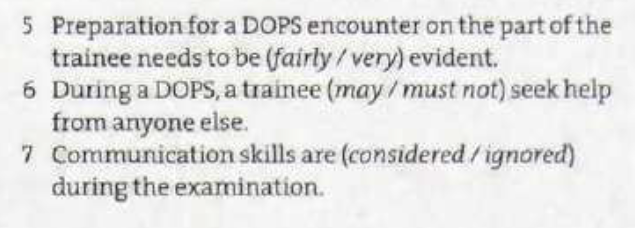 5 Preparation for a DOPS encounter on the part of the
trainee needs to be (fairly / very) evident.
6 During a DOPS, a trainee (may / must not) seek help
from anyone else.
7 Communication skills are (considered / ignored)
during the examination.